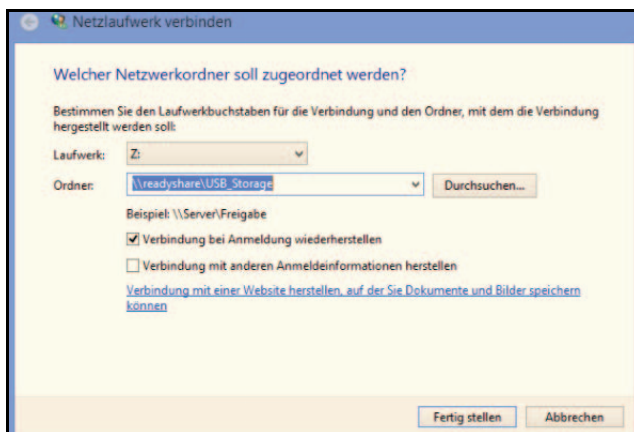 Netzlaufwerk verbinden
Welcher Netzwerkordner soll zugeordnet werden?
Bestimmen Sie den Laufwerkbuchstaben für die Verbindung und den Ordner, mit dem die Verbindung
hergestellt werden soll:
Laufwerk: Z:
Ordner: \\readyshare\USB_Storage Durchsuchen...
Beispiel: \\Server\Freigabe
Verbindung bei Anmeldung wiederherstellen
Verbindung mit anderen Anmeldeinformationen herstellen
Verbindung mit einer Website herstellen, auf der Sie Dokumente und Bilder speichern
können
Fertig stellen Abbrechen